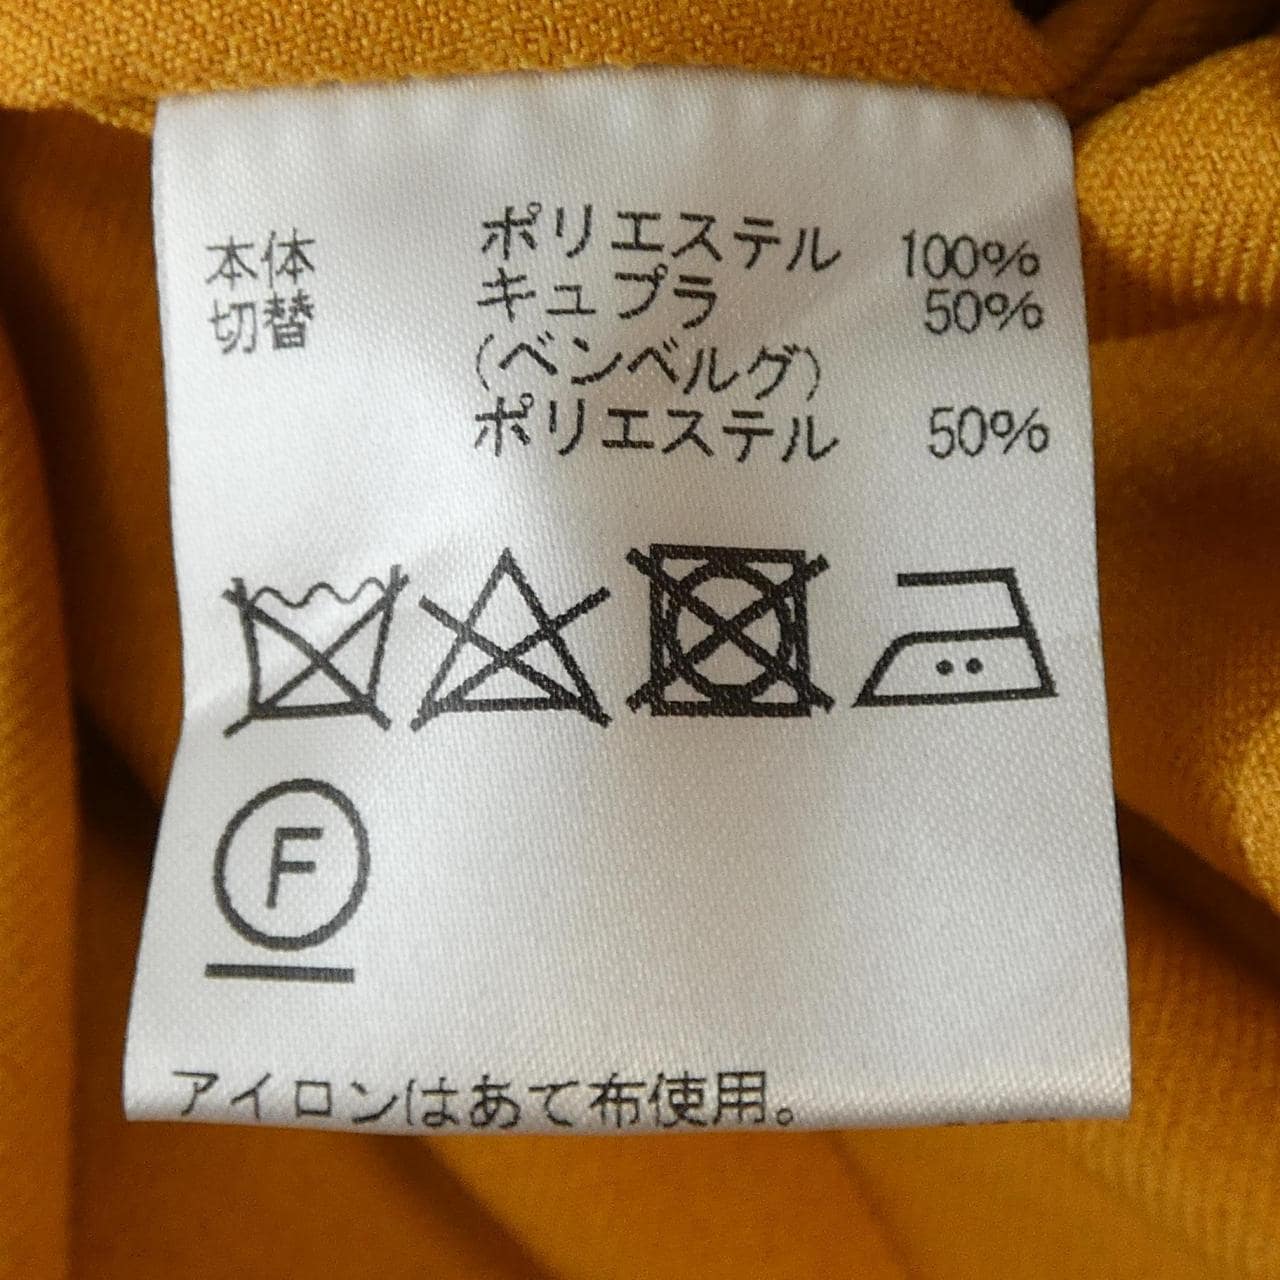 本体 ポリエステル 100%
切替 キュプラ 50%
(ベンベルグ)
ポリエステル 50%
F
アイロンはあて布使用。